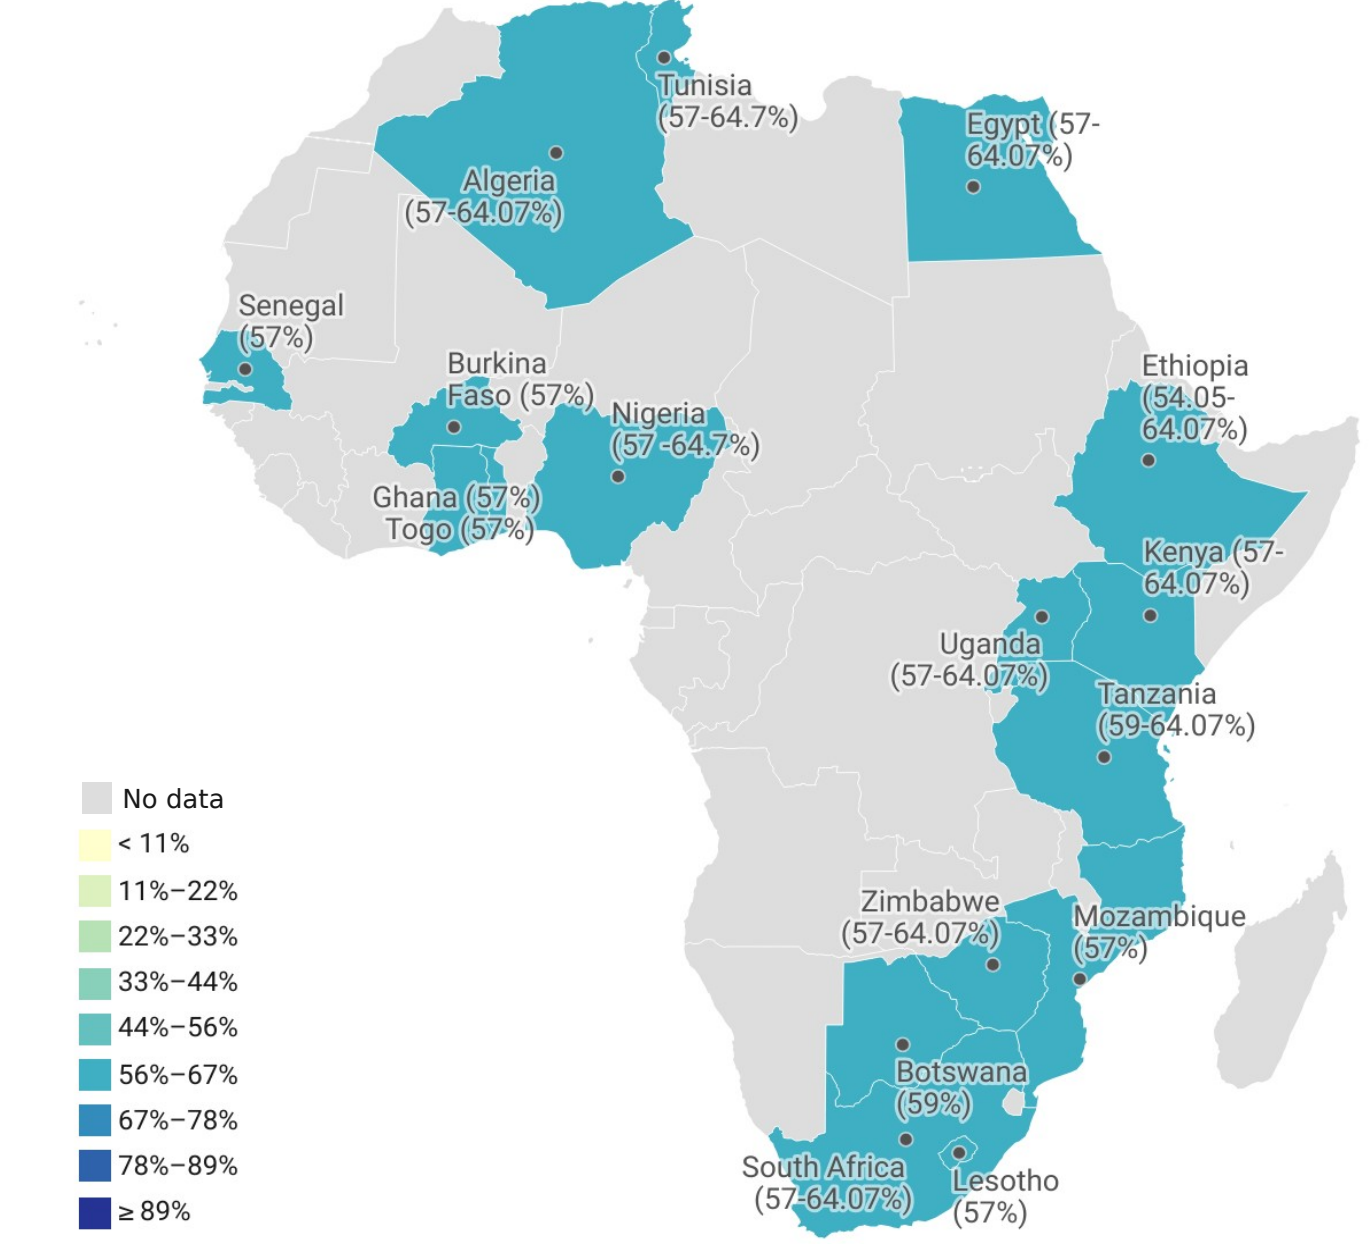 Tunisia
(57-64.7%)
Egypt (57-
64.07%)
Algeria
(57-64.07%)
Senegal
(57%)
Burkina
Faso (57%)
Nigeria
(57 -64.7%)
Ethiopia
(54.05-
64.07%)
Ghana (57%)
Togo (57%)
Kenya (57-
64.07%)
Uganda
(57-64.07%)
Tanzania
(59-64.07%)
Zimbabwe
(57-64.07%)
Mozambique
(57%)
Botswana
(59%)
South Africa
(57-64.07%)
Lesotho
(57%)
No data
< 11%
11%–22%
22%–33%
33%–44%
44%–56%
56%–67%
67%–78%
78%–89%
≥ 89%